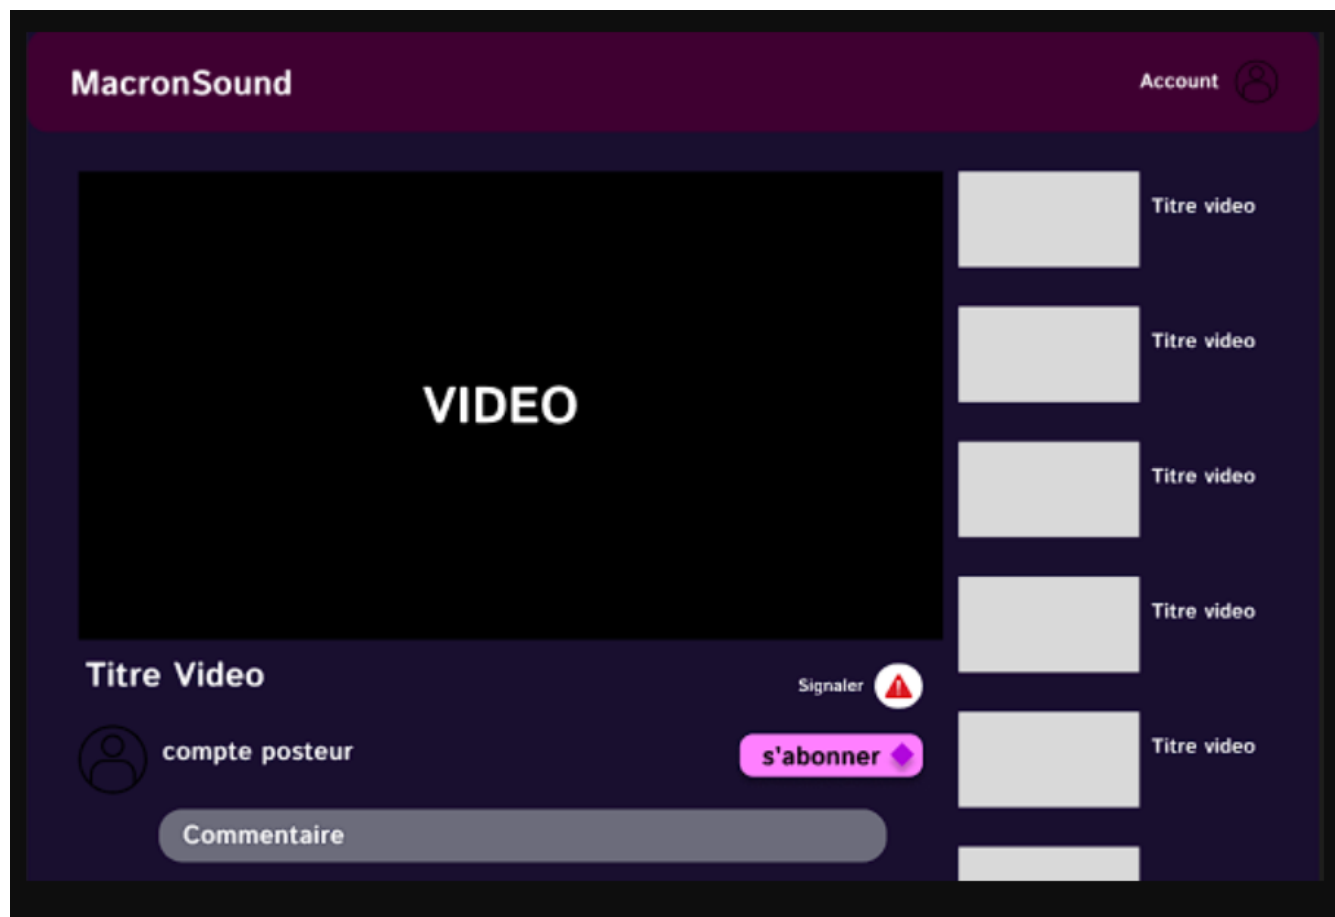 MacronSound
Account
VIDEO
Titre Video
Signaler
compte posteur
s'abonner
Commentaire
Titre video
Titre video
Titre video
Titre video
Titre video